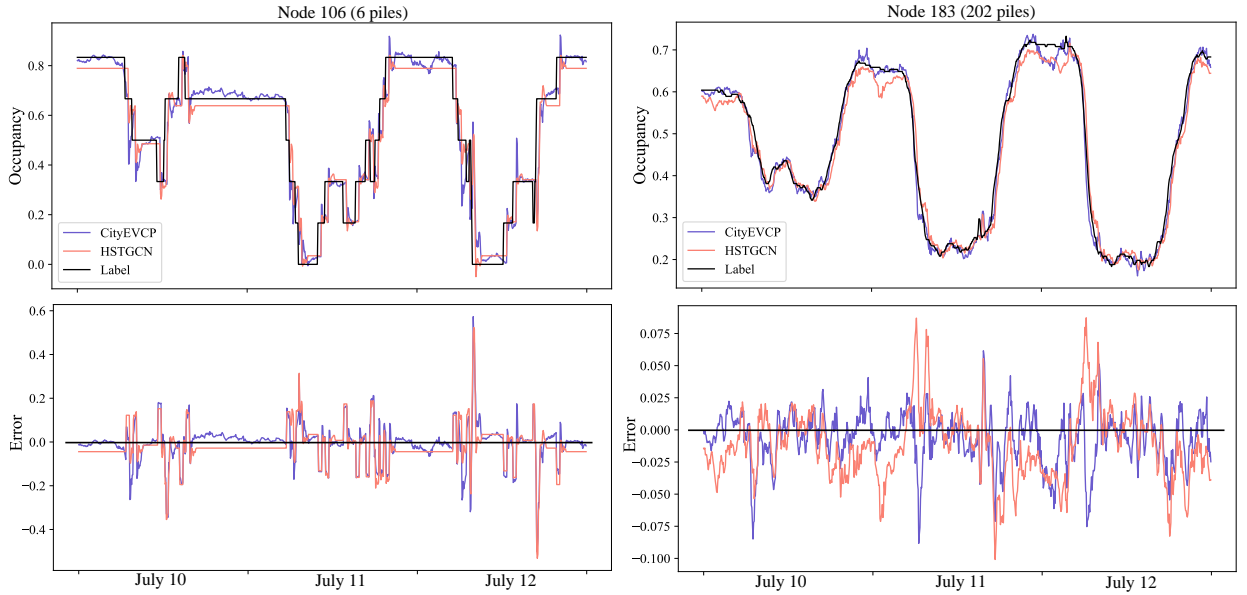 Node 106 (6 piles)
Occupancy
0.8
0.6
0.4
0.2
0.0
CityEVCP
HSTGCN
Label
Node 183 (202 piles)
Occupancy
0.7
0.6
0.5
0.4
0.3
0.2
CityEVCP
HSTGCN
Label
Error
0.6
0.4
0.2
0.0
−0.2
−0.4
July 10
July 11
July 12
Error
0.075
0.050
0.025
0.000
−0.025
−0.050
−0.075
−0.100
July 10
July 11
July 12